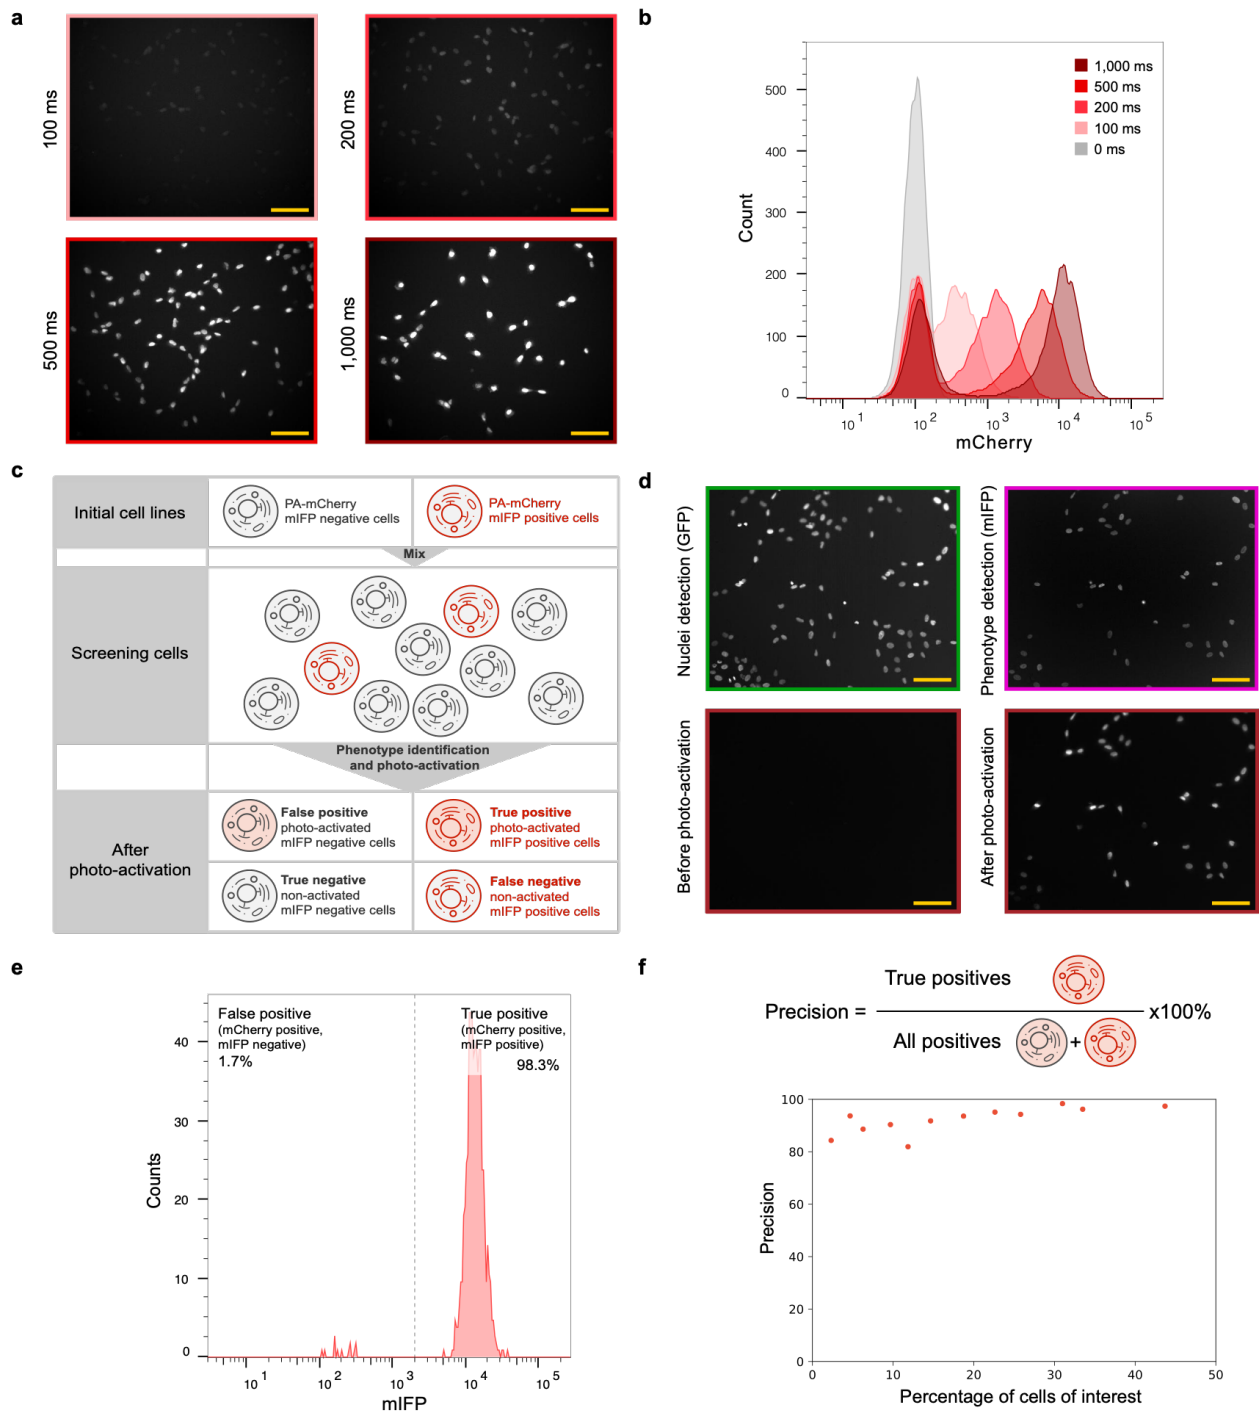 a
100 ms
200 ms
500 ms
1,000 ms
b
Count
500
400
300
200
100
0
10 1
10 2
10 3
10 4
10 5
mCherry
1,000 ms
500 ms
200 ms
100 ms
0 ms
c
Initial cell lines
PA-mCherry
mIFP negative cells
PA-mCherry
mIFP positive cells
Mix
Screening cells
Phenotype identification
and photo-activation
After
photo-activation
False positive
photo-activated
mIFP negative cells
True positive
photo-activated
mIFP positive cells
True negative
non-activated
mIFP negative cells
False negative
non-activated
mIFP positive cells
d
Nuclei detection (GFP)
Phenotype detection (mIFP)
Before photo-activation
After photo-activation
e
False positive
(mCherry positive,
mIFP negative)
1.7%
True positive
(mCherry positive,
mIFP positive)
98.3%
Counts
40
30
20
10
0
10 1
10 2
10 3
10 4
10 5
mIFP
f
Precision =
True positives
All positives
+
x100%
Precision
100
80
60
40
20
0
0
10
20
30
40
50
Percentage of cells of interest